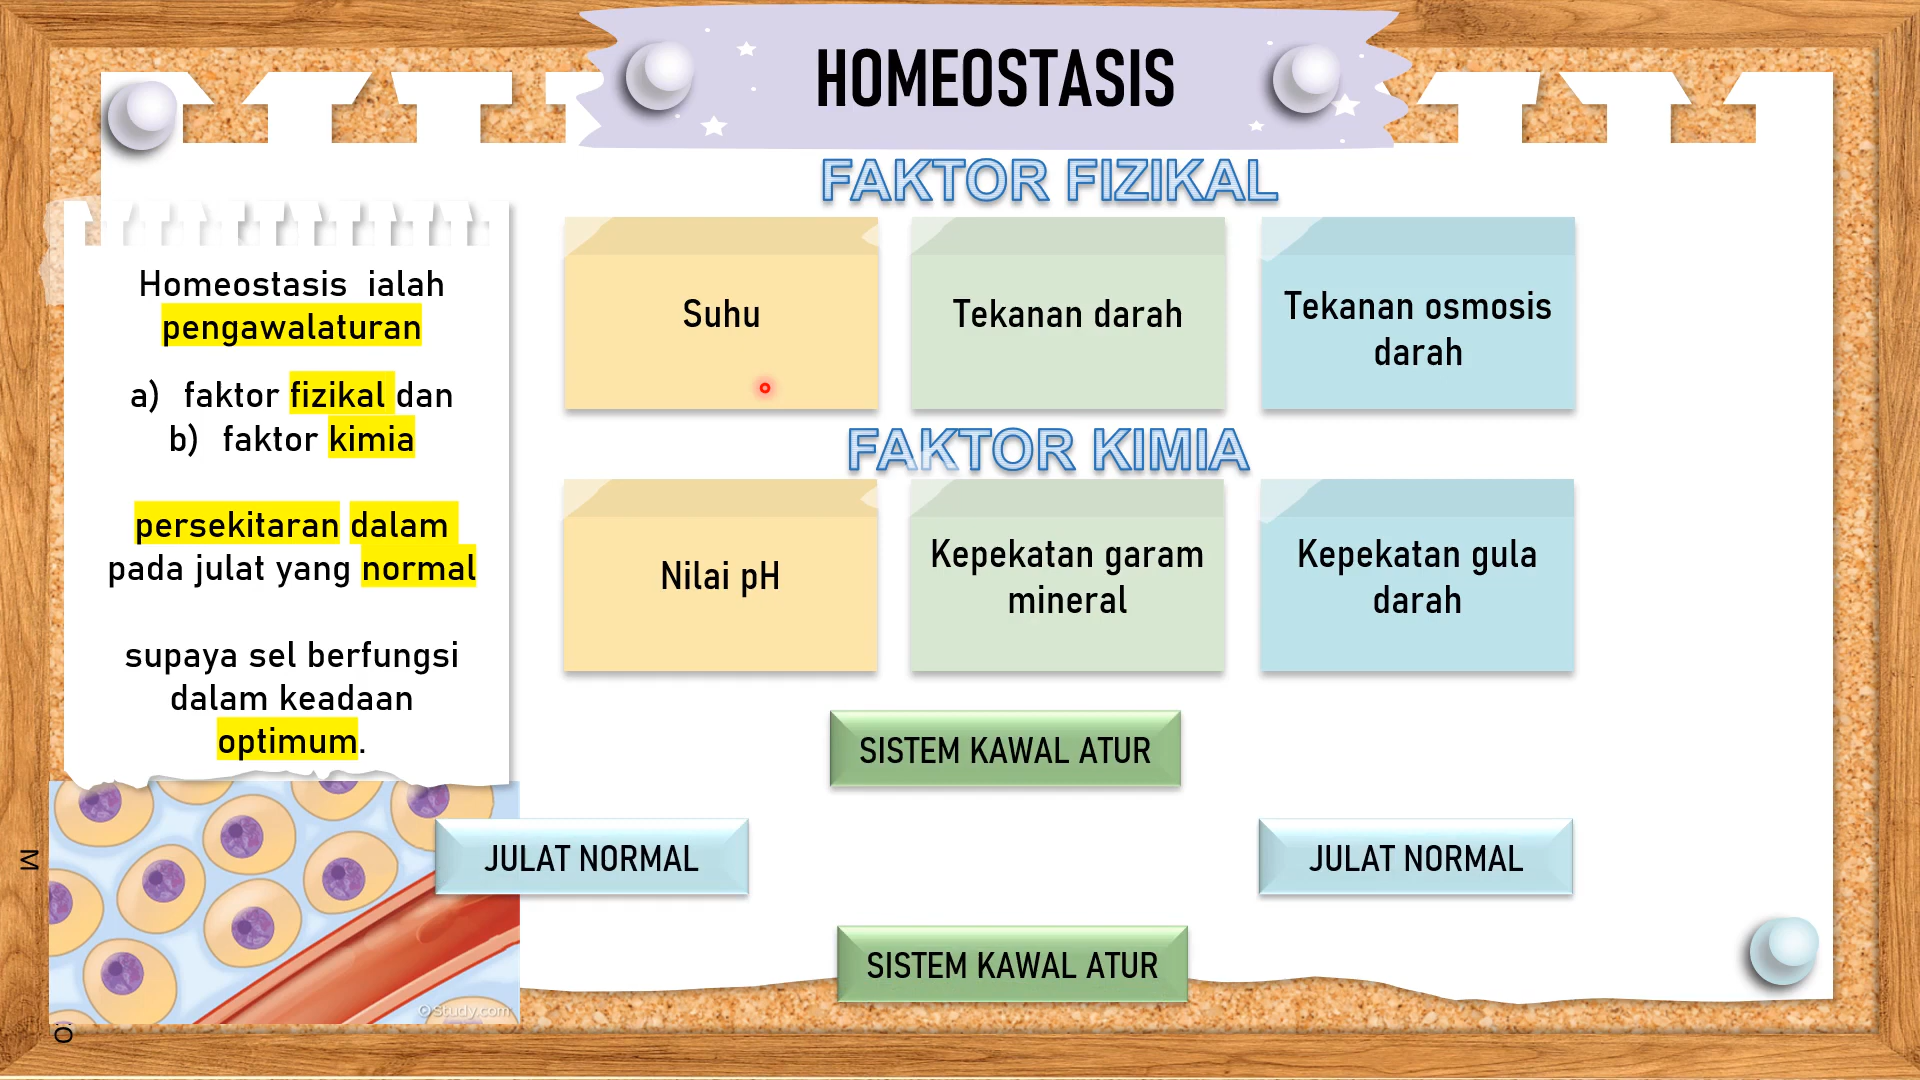 HOMEOSTASIS
Homeostasis ialah
pengawalaturan
a) faktor fizikal dan
b) faktor kimia
persekitaran dalam
pada julat yang normal
supaya sel berfungsi
dalam keadaan
optimum.
FAKTOR FIZIKAL
Suhu
Tekanan darah
Tekanan osmosis
darah
FAKTOR KIMIA
Nilai pH
Kepekatan garam
mineral
Kepekatan gula
darah
SISTEM KAWAL ATUR
JULAT NORMAL
JULAT NORMAL
SISTEM KAWAL ATUR
© Study.com
M